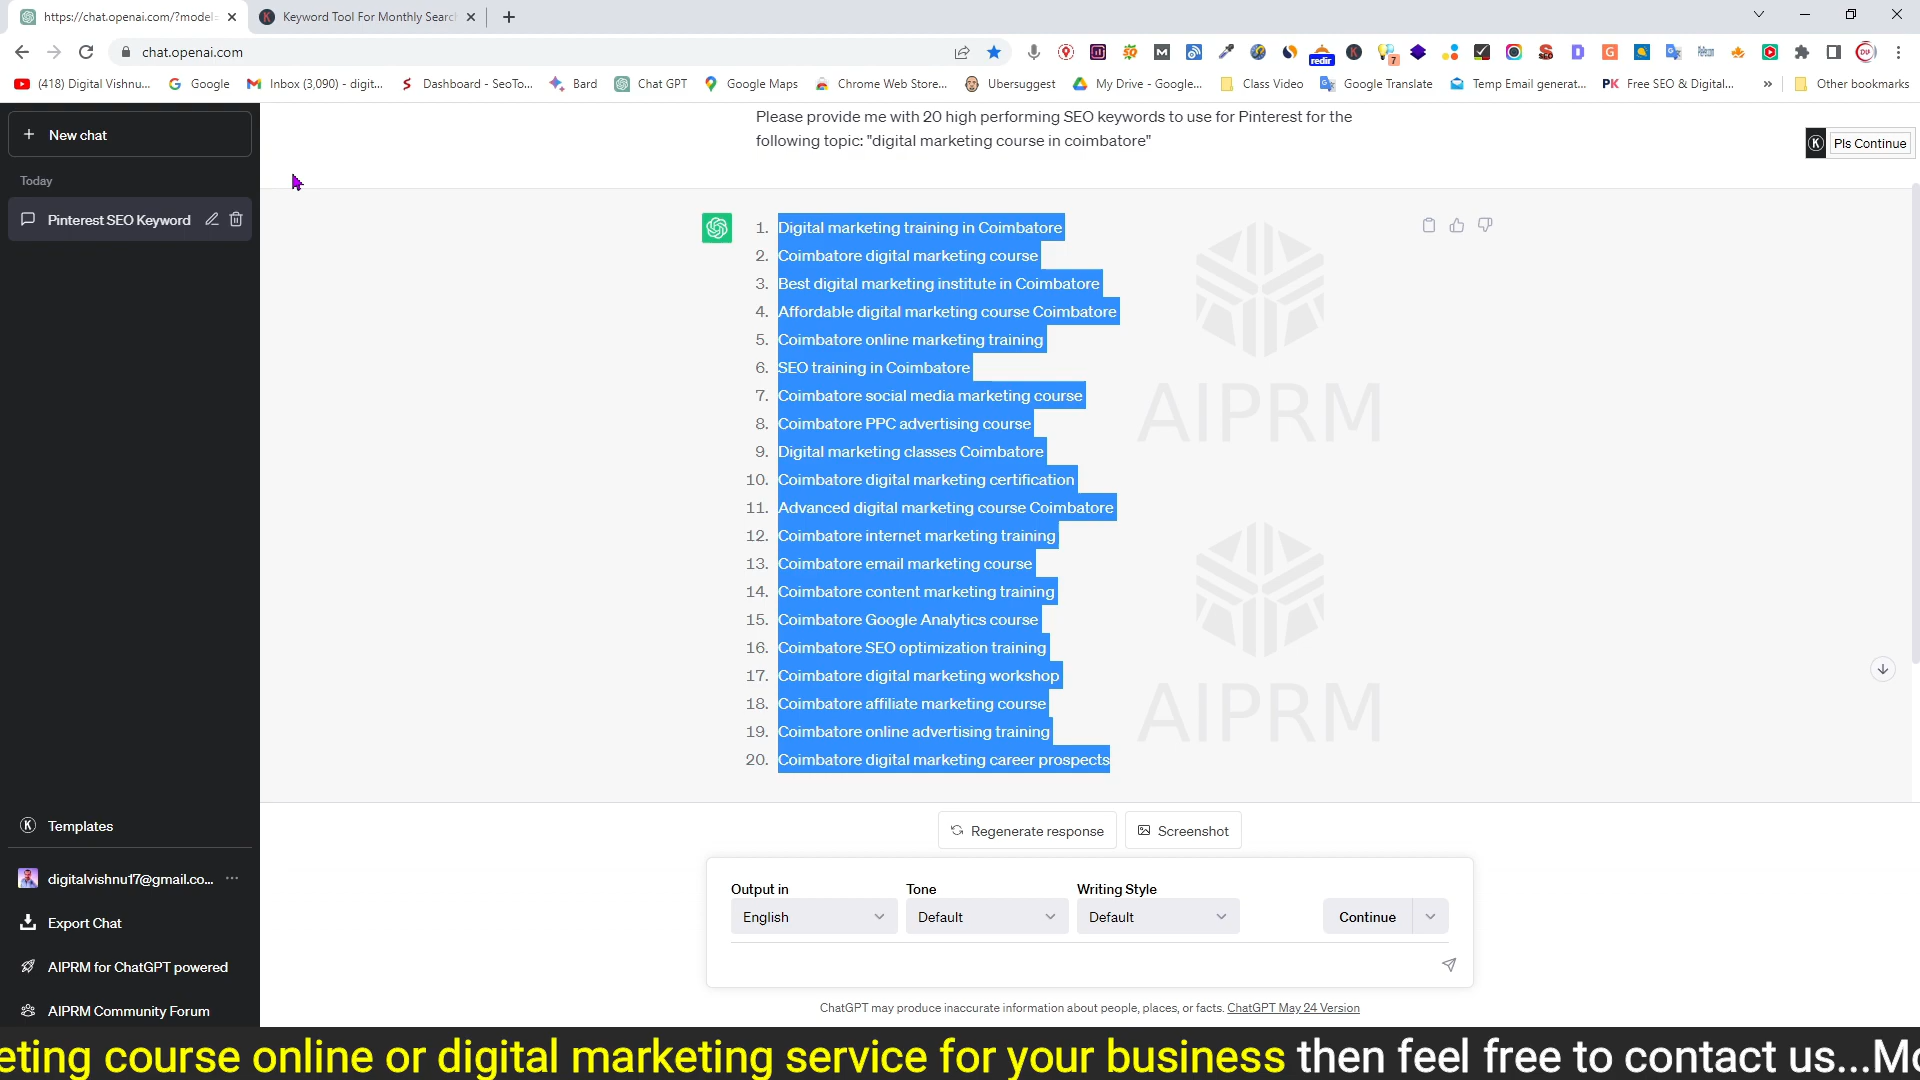 https://chat.openai.com/?model=
Keyword Tool For Monthly Searc
chat.openai.com
redir
7
(418) Digital Vishnu...
Google
Inbox (3,090) - digit...
Dashboard - SeoTo...
Bard
Chat GPT
Google Maps
Chrome Web Store...
Ubersuggest
My Drive - Google...
Class Video
Google Translate
Temp Email generat...
PK Free SEO & Digital...
»
Other bookmarks
New chat
Today
Pinterest SEO Keyword
Please provide me with 20 high performing SEO keywords to use for Pinterest for the
following topic: "digital marketing course in coimbatore"
Pls Continue
1. Digital marketing training in Coimbatore
2. Coimbatore digital marketing course
3. Best digital marketing institute in Coimbatore
4. Affordable digital marketing course Coimbatore
5. Coimbatore online marketing training
6. SEO training in Coimbatore
7. Coimbatore social media marketing course
8. Coimbatore PPC advertising course
9. Digital marketing classes Coimbatore
10. Coimbatore digital marketing certification
11. Advanced digital marketing course Coimbatore
12. Coimbatore internet marketing training
13. Coimbatore email marketing course
14. Coimbatore content marketing training
15. Coimbatore Google Analytics course
16. Coimbatore SEO optimization training
17. Coimbatore digital marketing workshop
18. Coimbatore affiliate marketing course
19. Coimbatore online advertising training
20. Coimbatore digital marketing career prospects
AIPRM
AIPRM
Templates
digitalvishnu17@gmail.co...
Export Chat
AIPRM for ChatGPT powered
AIPRM Community Forum
Regenerate response
Screenshot
Output in
Tone
Writing Style
English
Default
Default
Continue
ChatGPT may produce inaccurate information about people, places, or facts. ChatGPT May 24 Version
eting course online or digital marketing service for your business then feel free to contact us...Mo